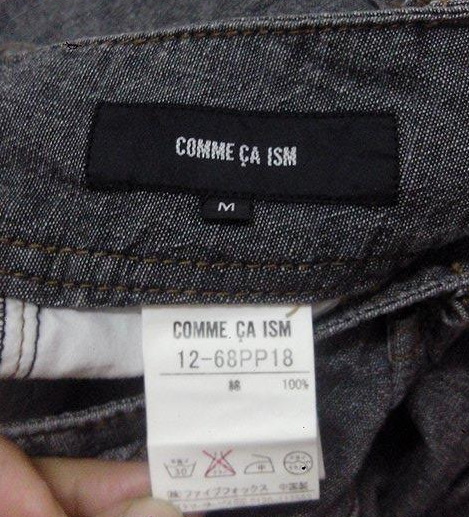 COMME ÇA ISM
M
COMME ÇA ISM
12-68PP18
綿 100%
30
㈱ファイブフォックス 中国製